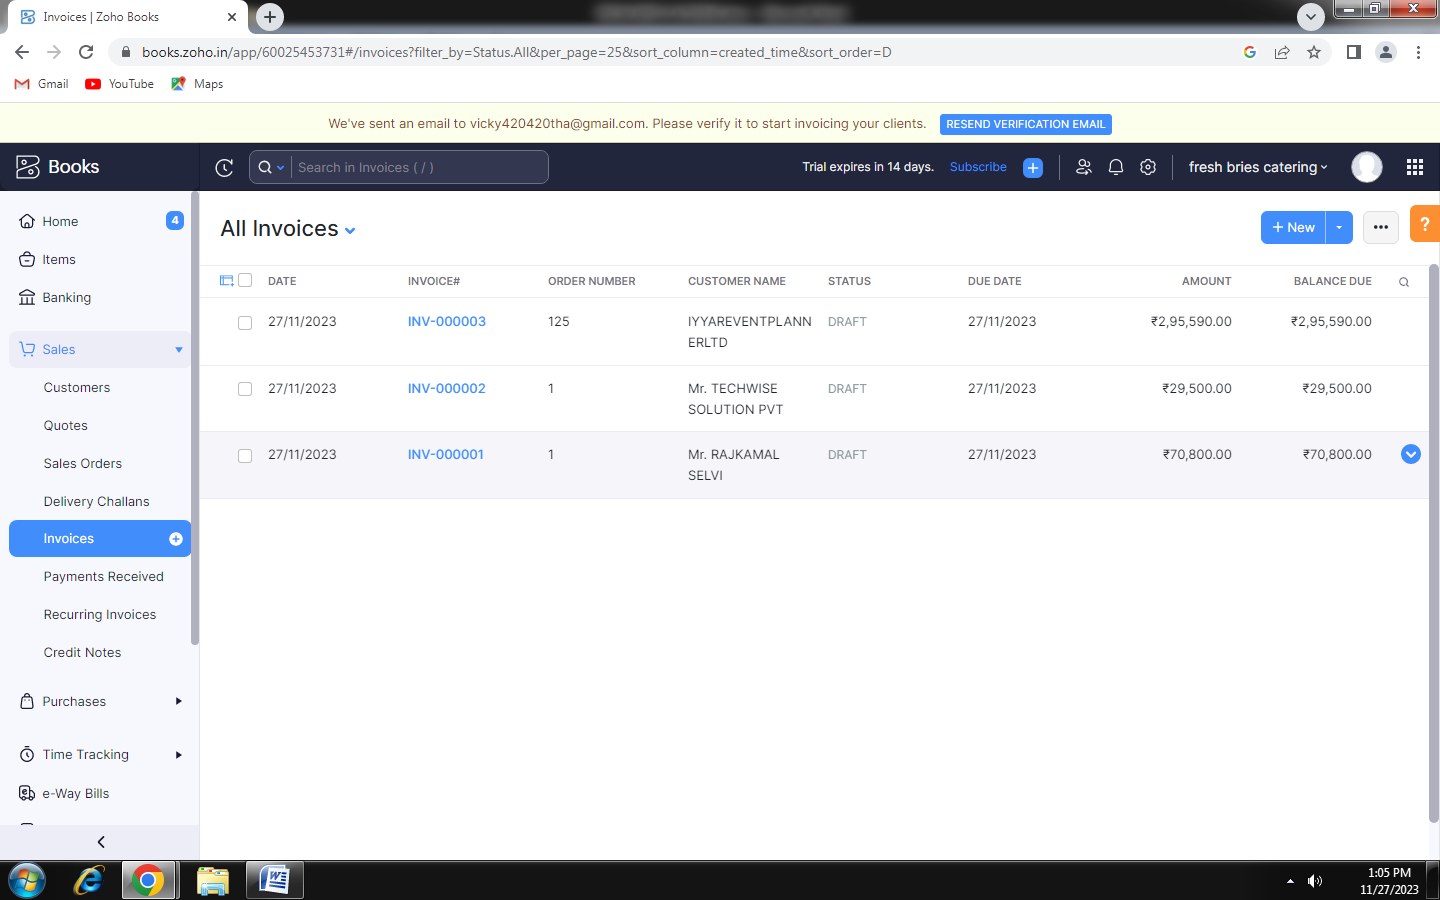 Invoices | Zoho Books
books.zoho.in/app/60025453731#/invoices?filter_by=Status.All&per_page=25&sort_column=created_time&sort_order=D
Gmail YouTube Maps
We've sent an email to vicky420420tha@gmail.com. Please verify it to start invoicing your clients. RESEND VERIFICATION EMAIL
Books
Search in Invoices ( / )
Trial expires in 14 days. Subscribe
fresh bries catering
Home 4
Items
Banking
Sales
Customers
Quotes
Sales Orders
Delivery Challans
Invoices
Payments Received
Recurring Invoices
Credit Notes
Purchases
Time Tracking
e-Way Bills
All Invoices
+ New
?
DATE INVOICE# ORDER NUMBER CUSTOMER NAME STATUS DUE DATE AMOUNT BALANCE DUE
27/11/2023 INV-000003 125 IYYAREVENTPLANN DRAFT 27/11/2023 ₹2,95,590.00 ₹2,95,590.00
ERLTD
27/11/2023 INV-000002 1 Mr. TECHWISE DRAFT 27/11/2023 ₹29,500.00 ₹29,500.00
SOLUTION PVT
27/11/2023 INV-000001 1 Mr. RAJKAMAL DRAFT 27/11/2023 ₹70,800.00 ₹70,800.00
SELVI
1:05 PM
11/27/2023